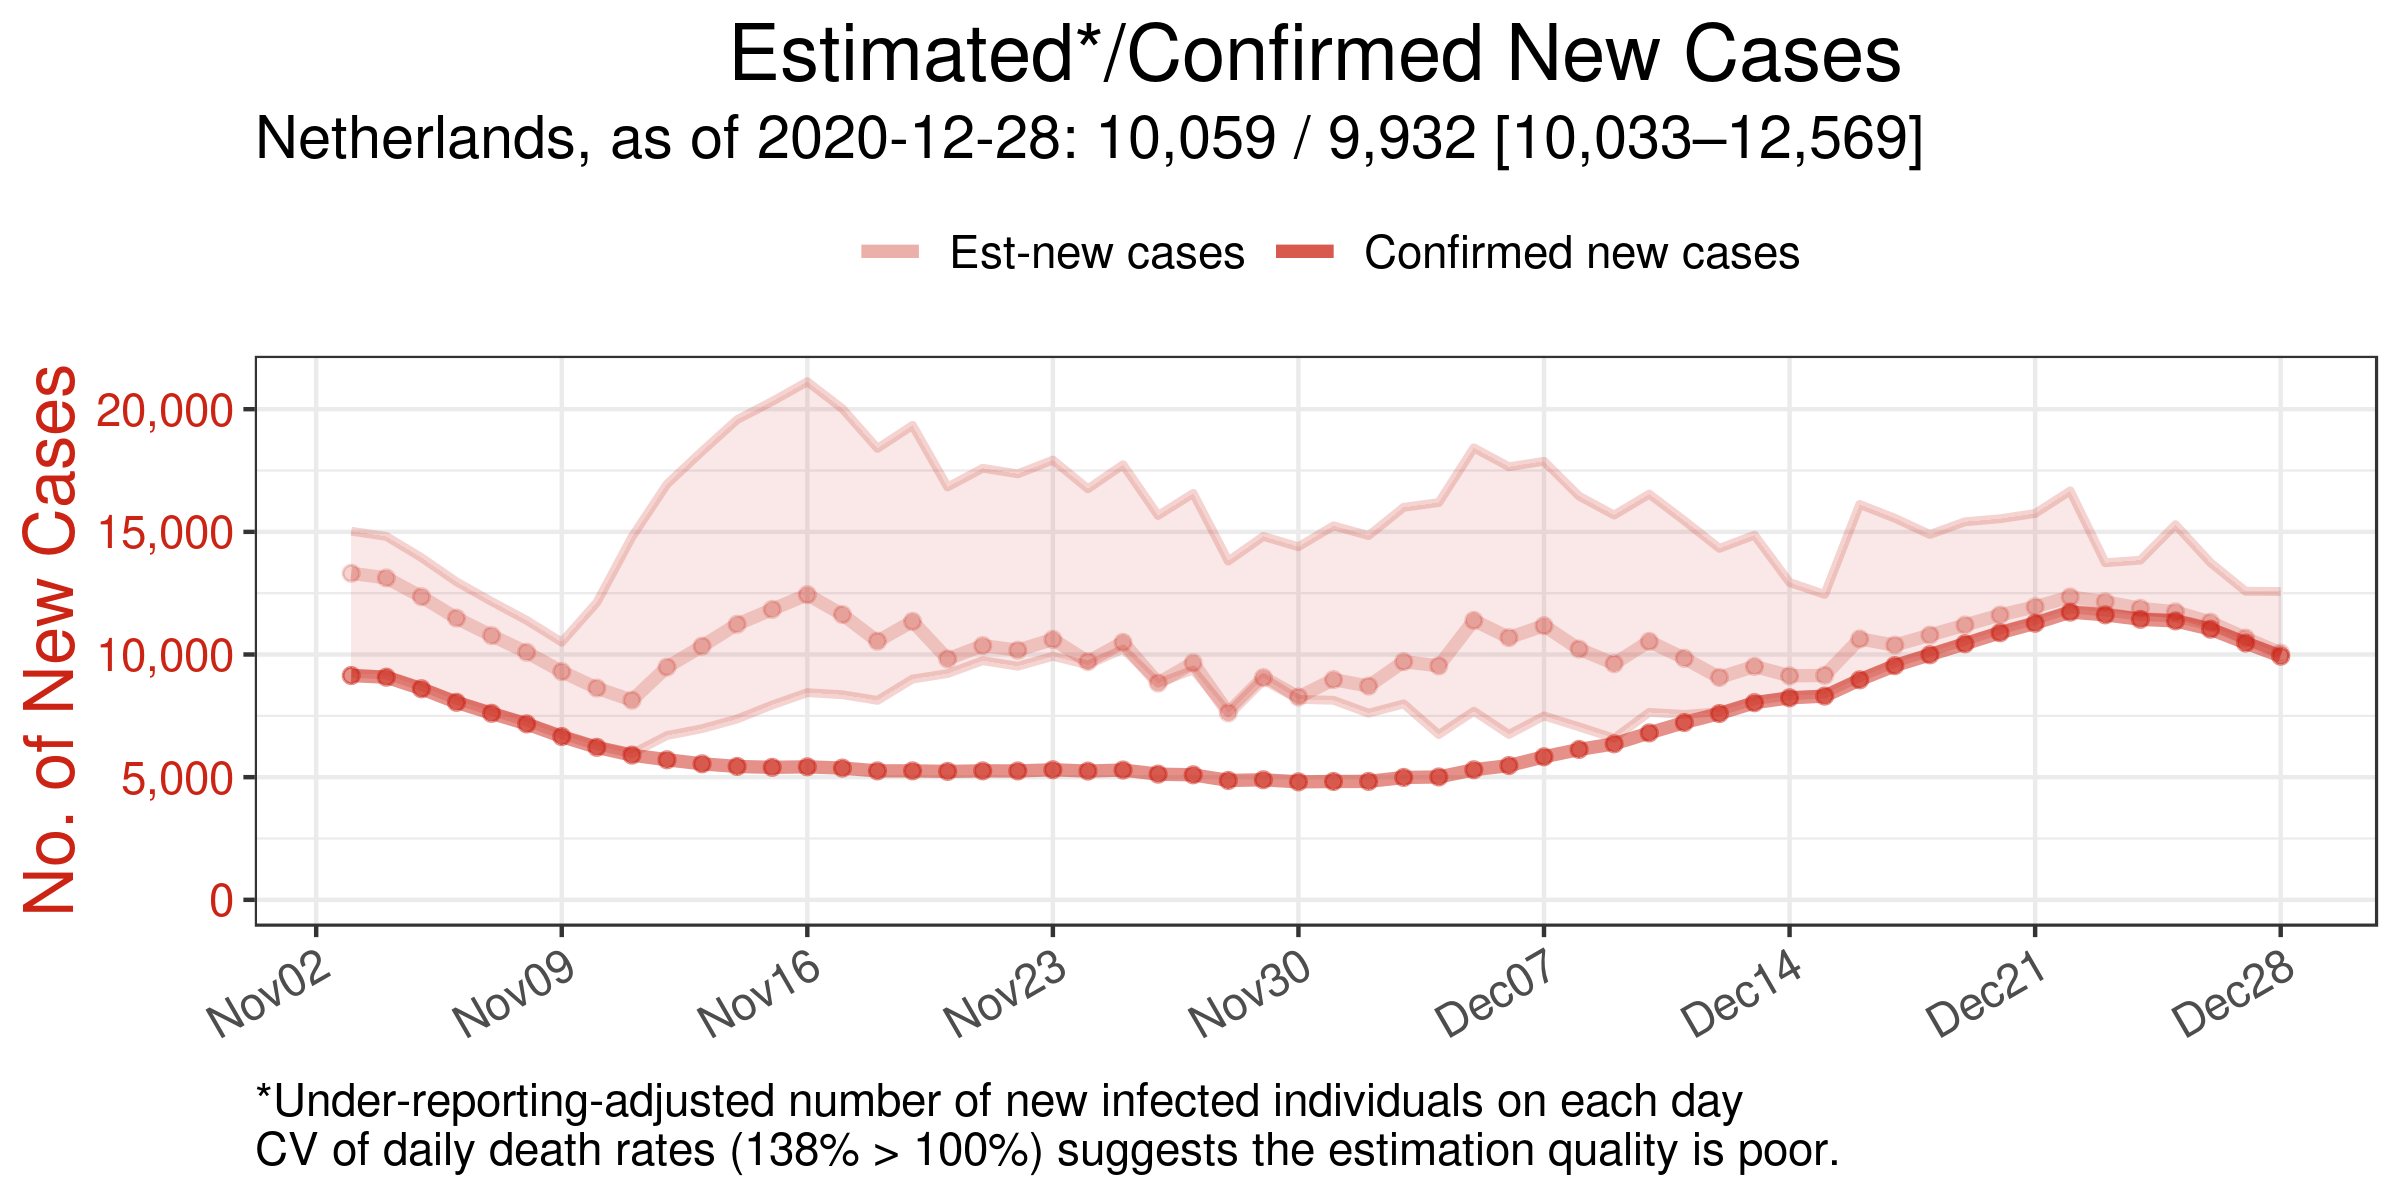 Estimated*/Confirmed New Cases
Netherlands, as of 2020-12-28: 10,059 / 9,932 [10,033–12,569]
Est-new cases
Confirmed new cases
No. of New Cases
20,000
15,000
10,000
5,000
0
Nov02
Nov09
Nov16
Nov23
Nov30
Dec07
Dec14
Dec21
Dec28
*Under-reporting-adjusted number of new infected individuals on each day
CV of daily death rates (138% > 100%) suggests the estimation quality is poor.